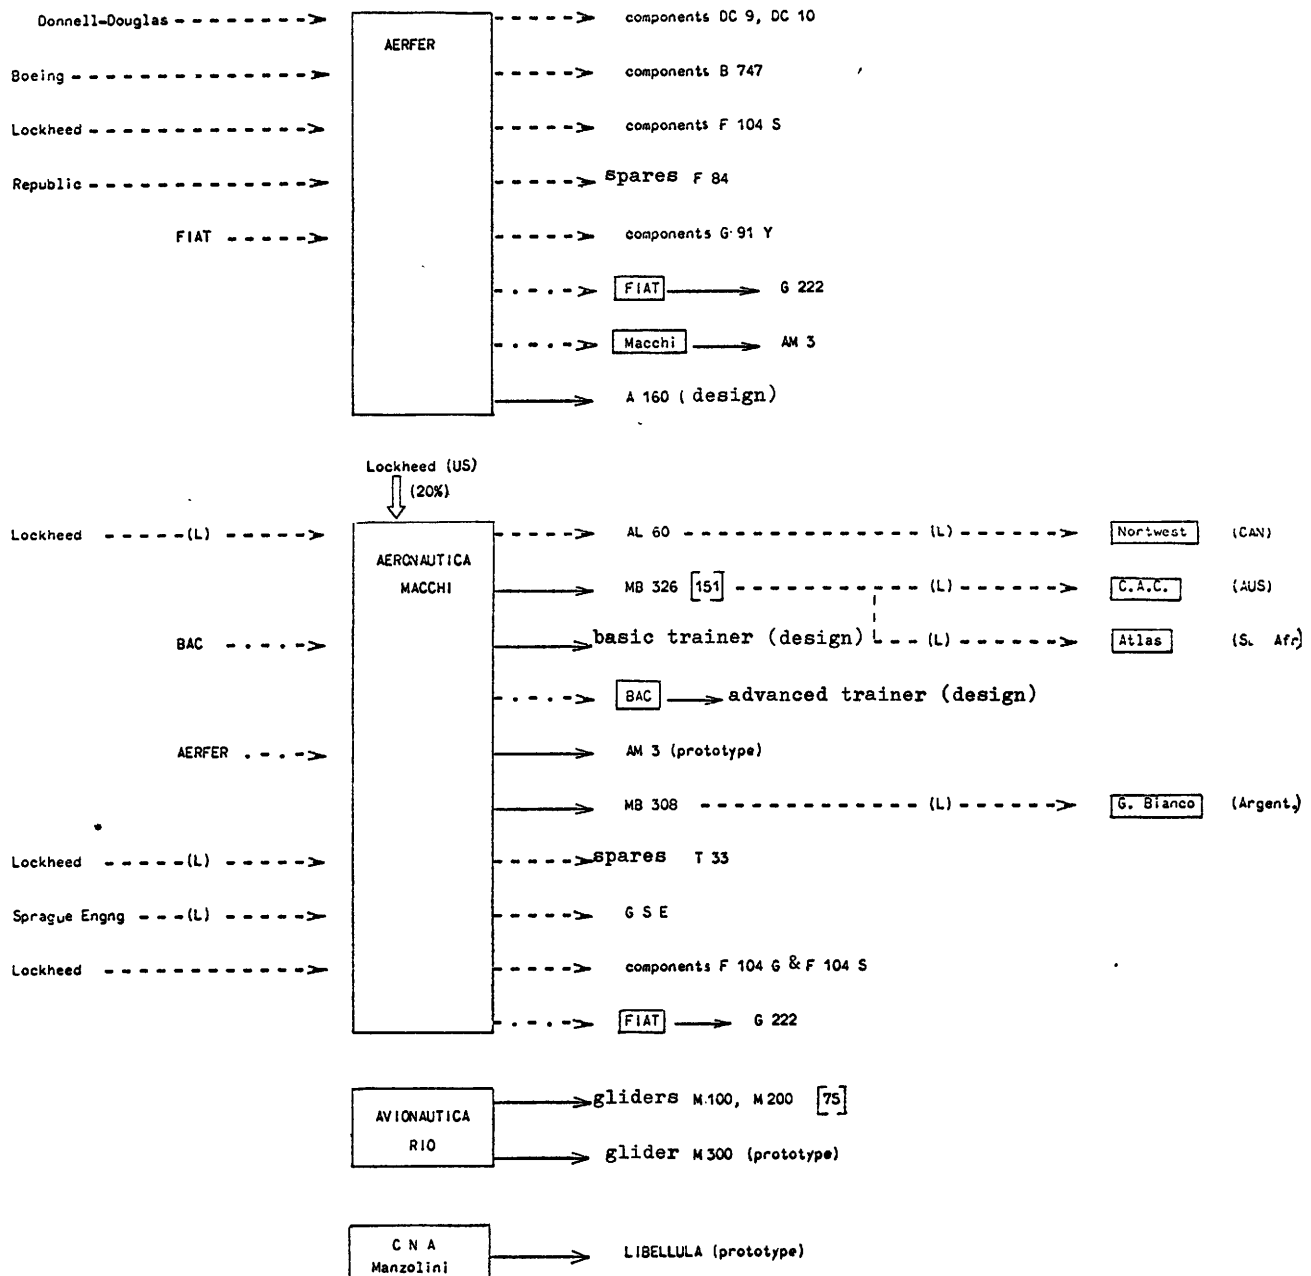 Donnell-Douglas components DC 9, DC 10
AERFER
Boeing components B 747
Lockheed components F 104 S
Republic spares F 84
FIAT components G·91 Y
FIAT G 222
Macchi AM 3
A 160 (design)
Lockheed (US)
(20%)
Lockheed (L) AL 60 (L) Nortwest (CAN)
AERONAUTICA
MACCHI MB 326 [151] (L) C.A.C. (AUS)
BAC basic trainer (design) (L) Atlas Afr)
BAC advanced trainer (design)
AERFER AM 3 (prototype)
MB 308 (L) G. Bianco (Argent.)
Lockheed (L) spares T 33
Sprague Engng (L) G S E
Lockheed components F 104 G & F 104 S
FIAT G 222
AVIONAUTICA
RIO
gliders M·100, M 200 [75]
glider M 300 (prototype)
C N A
Manzolini
LIBELLULA (prototype)